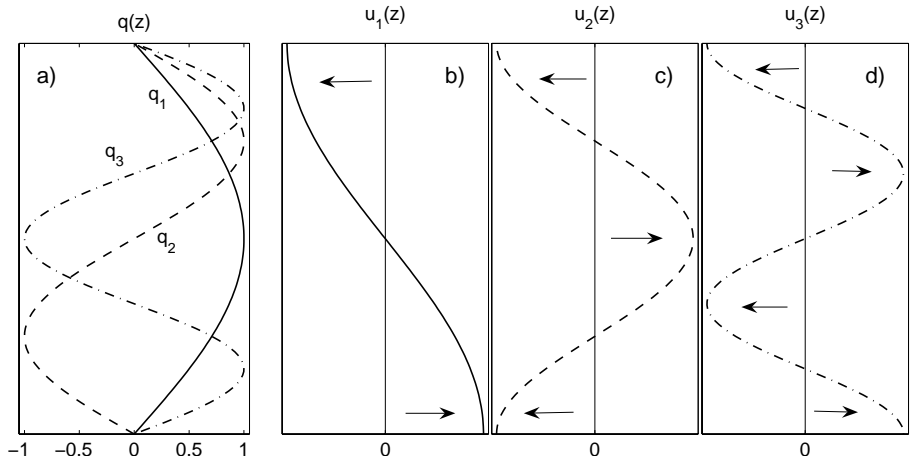 q(z)
u1(z)
u2(z)
u3(z)
a)
b)
c)
d)
q1
q3
q2
−1 −0.5 0 0.5 1
0
0
0